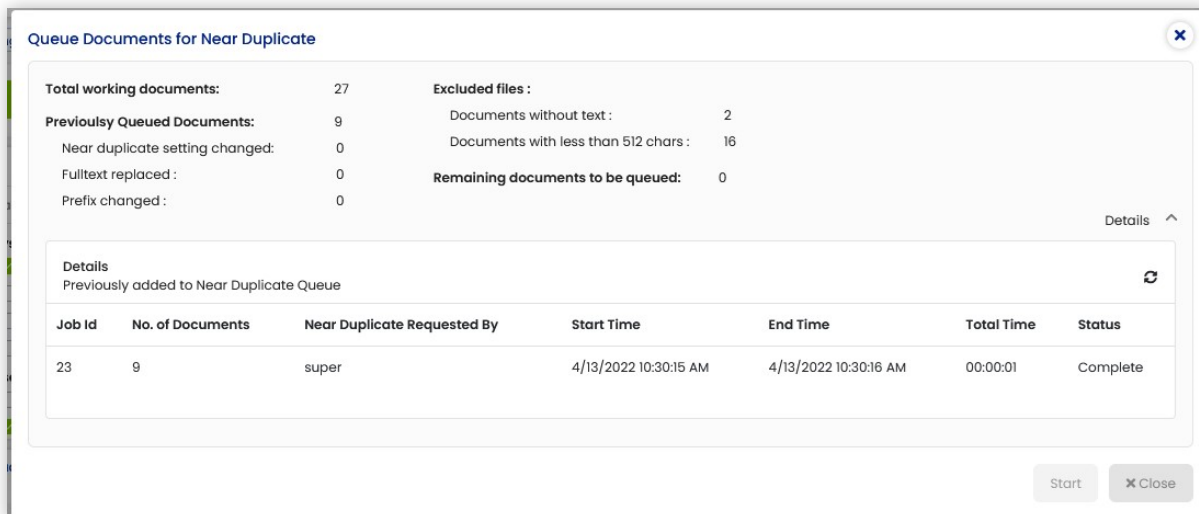 Queue Documents for Near Duplicate
Total working documents: 27
Previoulsy Queued Documents: 9
Near duplicate setting changed: 0
Fulltext replaced : 0
Prefix changed : 0
Excluded files :
Documents without text : 2
Documents with less than 512 chars : 16
Remaining documents to be queued: 0
Details
Details
Previously added to Near Duplicate Queue
Job Id No. of Documents Near Duplicate Requested By Start Time End Time Total Time Status
23 9 super 4/13/2022 10:30:15 AM 4/13/2022 10:30:16 AM 00:00:01 Complete
Start Close